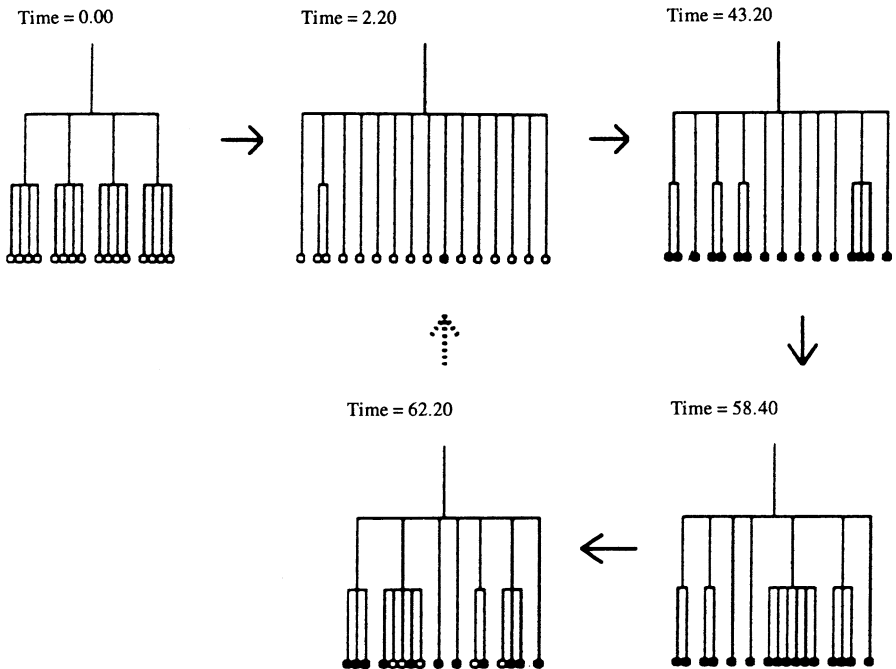 Time = 0.00
Time = 2.20
Time = 43.20
Time = 62.20
Time = 58.40